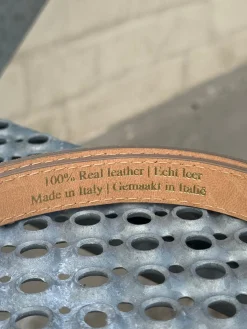 100% Real leather | Echt leer
Made in Italy | Gemaakt in Italië